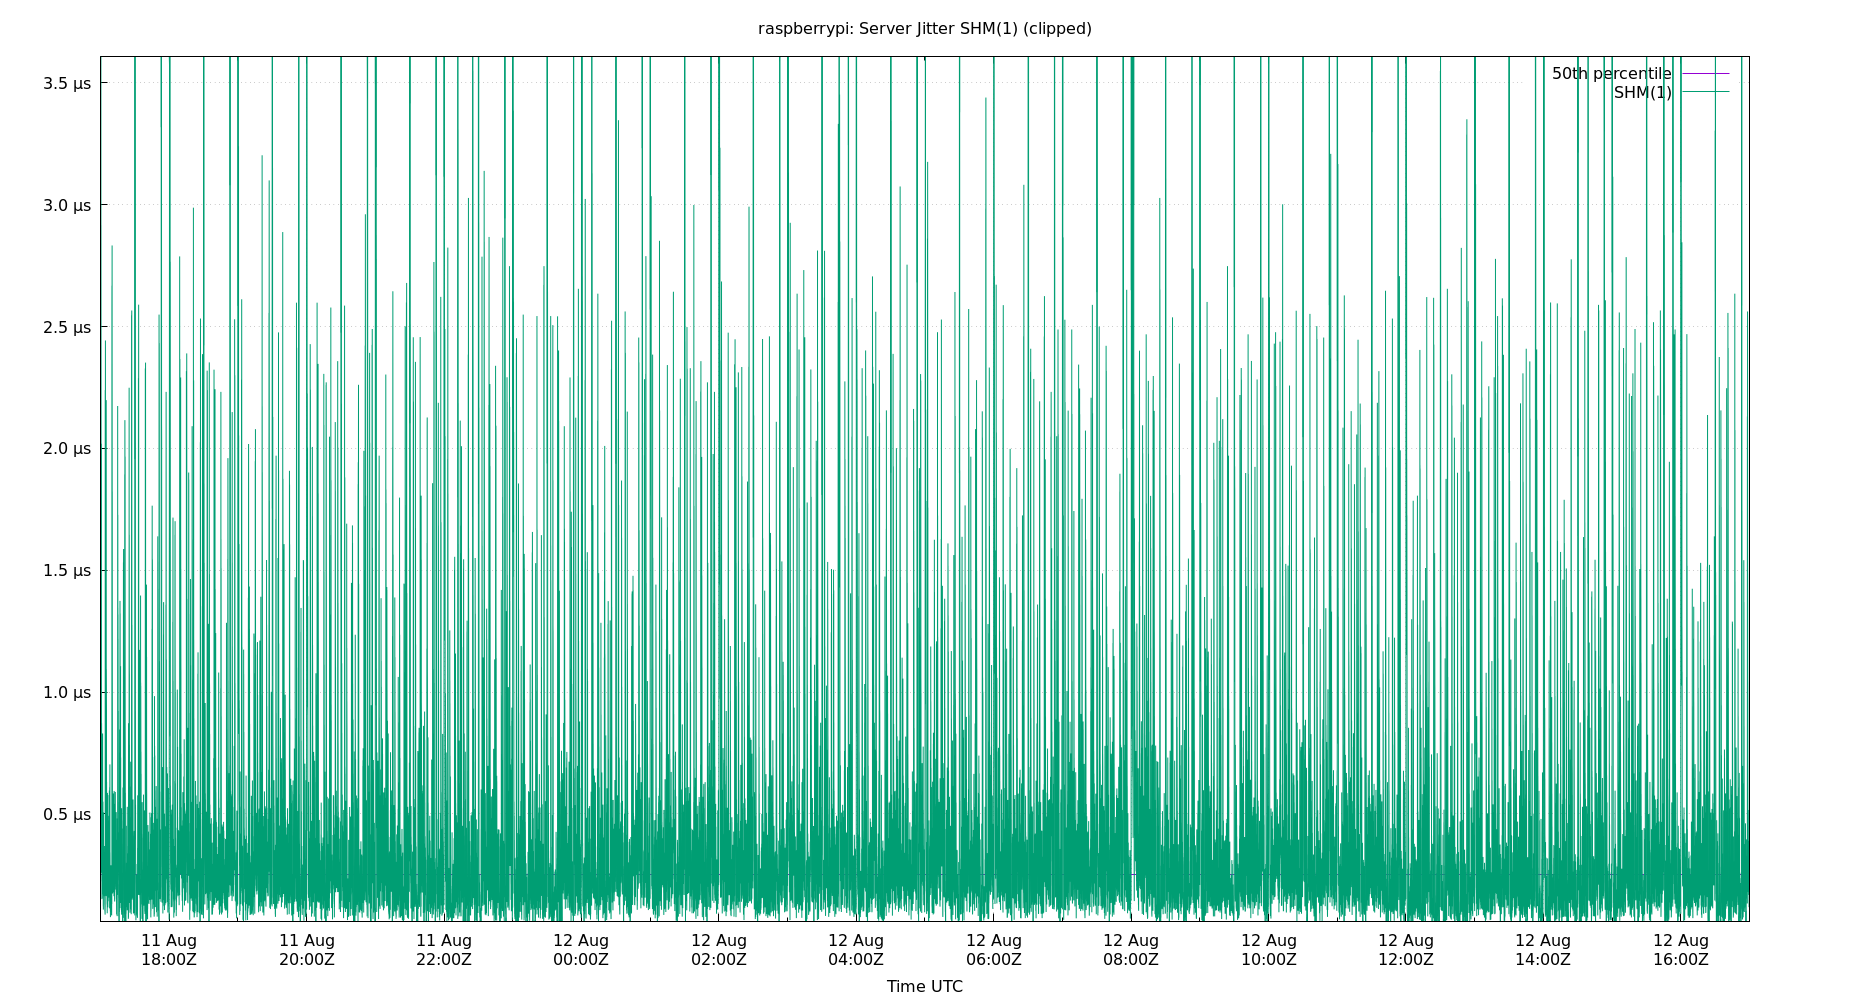 raspberrypi: Server Jitter SHM(1) (clipped)
50th percentile
SHM(1)
3.5 µs
3.0 µs
2.5 µs
2.0 µs
1.5 µs
1.0 µs
0.5 µs
11 Aug 11 Aug 11 Aug 12 Aug 12 Aug 12 Aug 12 Aug 12 Aug 12 Aug 12 Aug 12 Aug 12 Aug
18:00Z 20:00Z 22:00Z 00:00Z 02:00Z 04:00Z 06:00Z 08:00Z 10:00Z 12:00Z 14:00Z 16:00Z
Time UTC